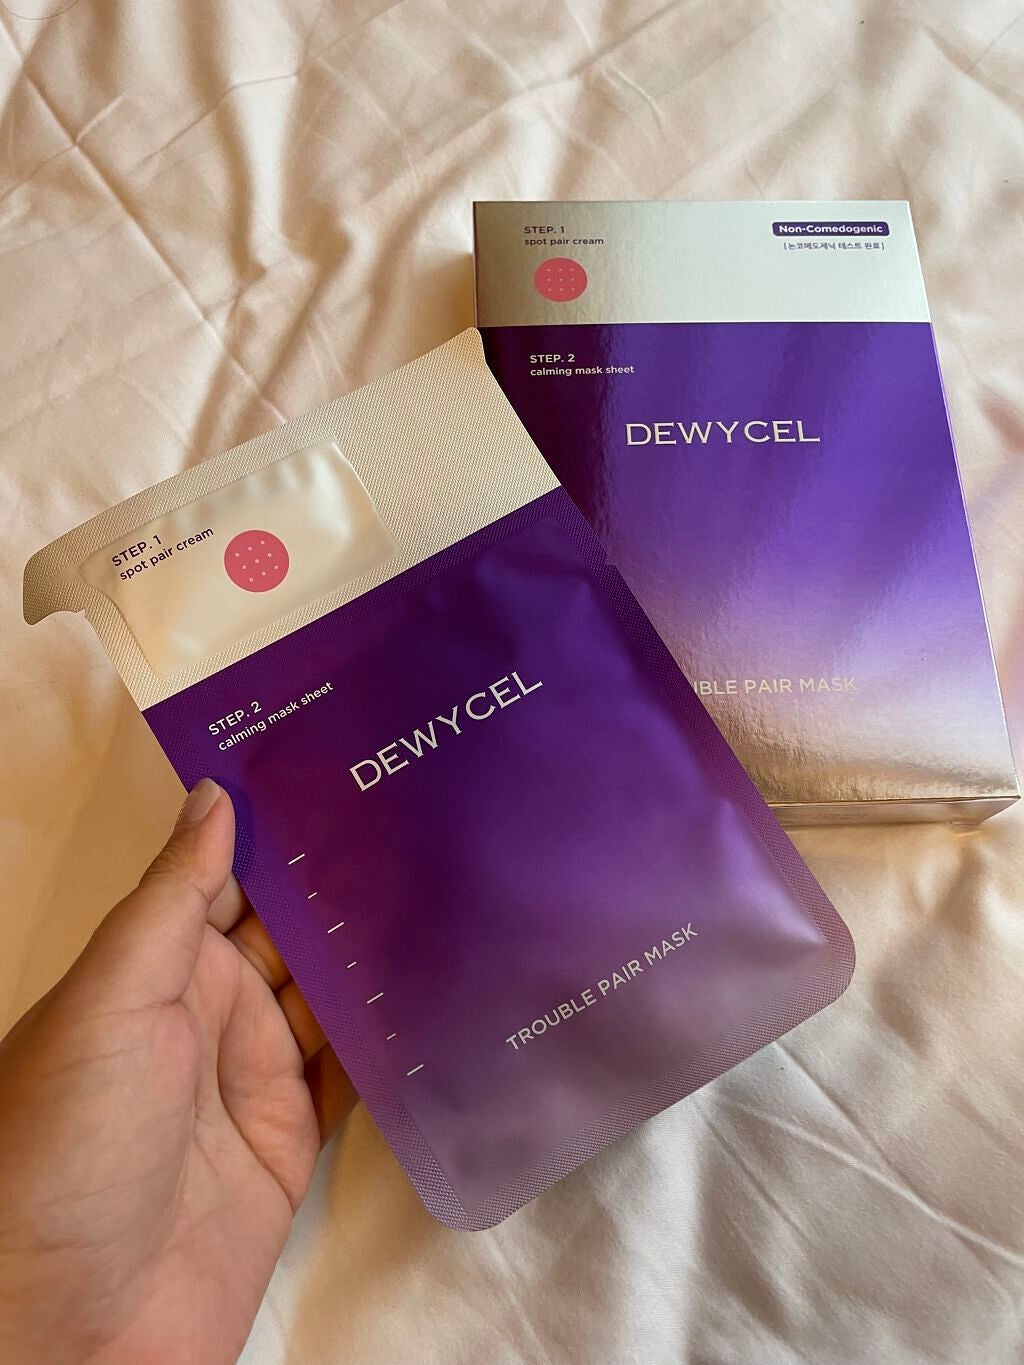 STEP. 1
spot pair cream
Non-Comedogenic
[논코메도제닉 테스트 완료]
STEP. 2
calming mask sheet
DEWYCEL
IBLE PAIR MASK
STEP. 1
spot pair cream
STEP. 2
calming mask sheet
DEWYCEL
TROUBLE PAIR MASK